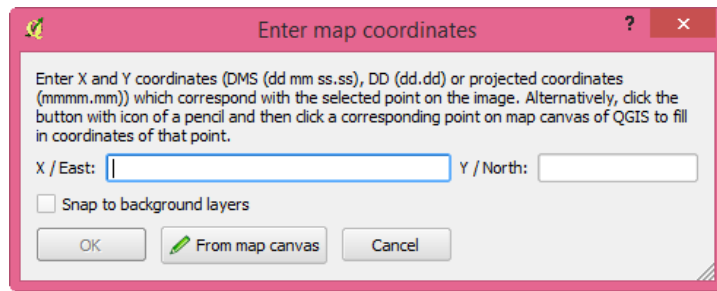 Enter map coordinates ? ×
Enter X and Y coordinates (DMS (dd mm ss.ss), DD (dd.dd) or projected coordinates
(mmmm.mm)) which correspond with the selected point on the image. Alternatively, click the
button with icon of a pencil and then click a corresponding point on map canvas of QGIS to fill
in coordinates of that point.
X / East: Y / North:
Snap to background layers
OK From map canvas Cancel